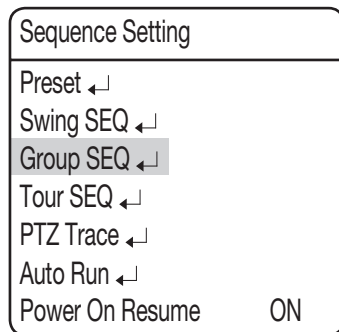 Sequence Setting
Preset ↵
Swing SEQ ↵
Group SEQ ↵
Tour SEQ ↵
PTZ Trace ↵
Auto Run ↵
Power On Resume ON